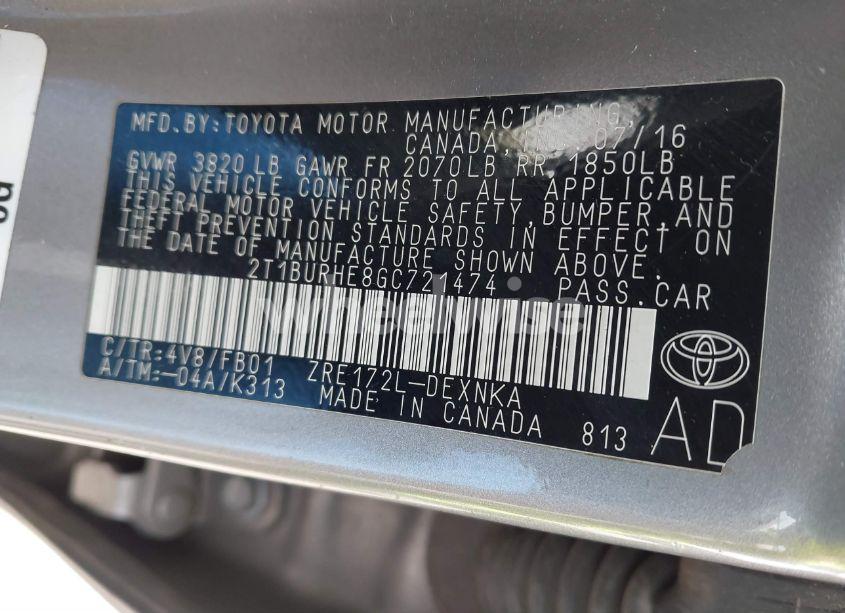 MFD.BY:TOYOTA MOTOR MANUFACTURING
CANADA, 07/16
GVWR 3820 LB GAWR FR 2070LB RR 1850LB
THIS VEHICLE CONFORMS TO ALL APPLICABLE
FEDERAL MOTOR VEHICLE SAFETY,BUMPER,AND
THEFT PREVENTION STANDARDS IN EFFECT ON
THE DATE OF MANUFACTURE SHOWN ABOVE.
2T1BURHE8GC721474 PASS.CAR
wheelwise
C/TR:4V8/FB01 ZRE172L-DEXNKA
A/TM:-04A/K313 MADE IN CANADA 813 AD